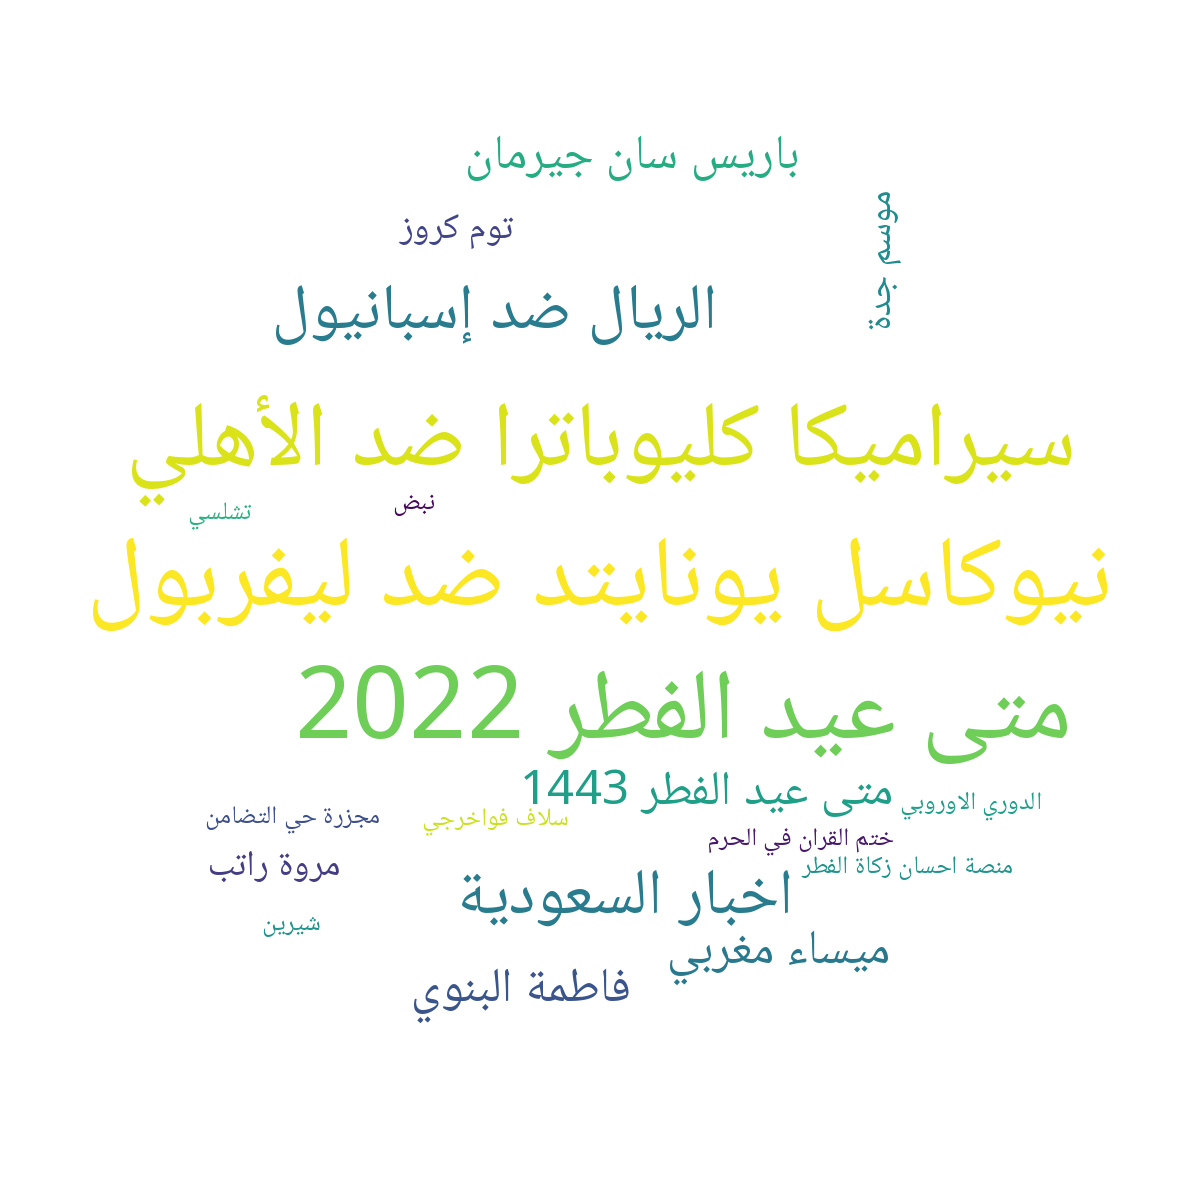 باريس سان جيرمان
موسم جدة
توم كروز
الريال ضد إسبانيول
سيراميكا كليوباترا ضد الأهلي
نبض
تشلسي
نيوكاسل يونايتد ضد ليفربول
متى عيد الفطر 2022
متى عيد الفطر 1443
الدوري الاوروبي
سلاف فواخرجي
مجزرة حي التضامن
ختم القران في الحرم
منصة احسان زكاة الفطر
مروة راتب
اخبار السعودية
شيرين
ميساء مغربي
فاطمة البنوي